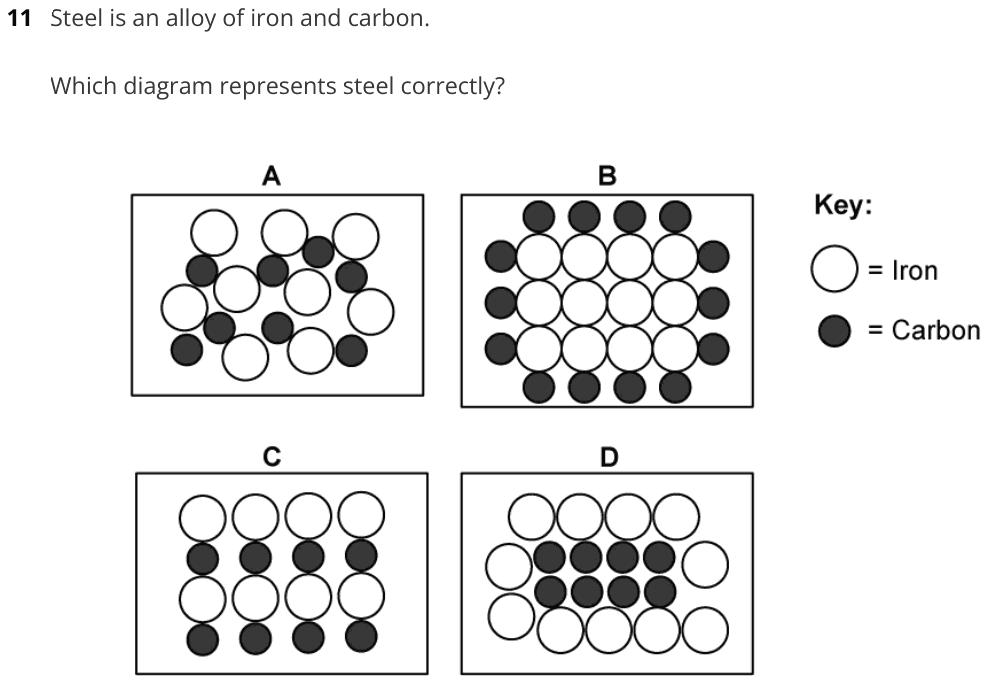 11 Steel is an alloy of iron and carbon.
Which diagram represents steel correctly?
A
B
Key:
= Iron
= Carbon
C
D